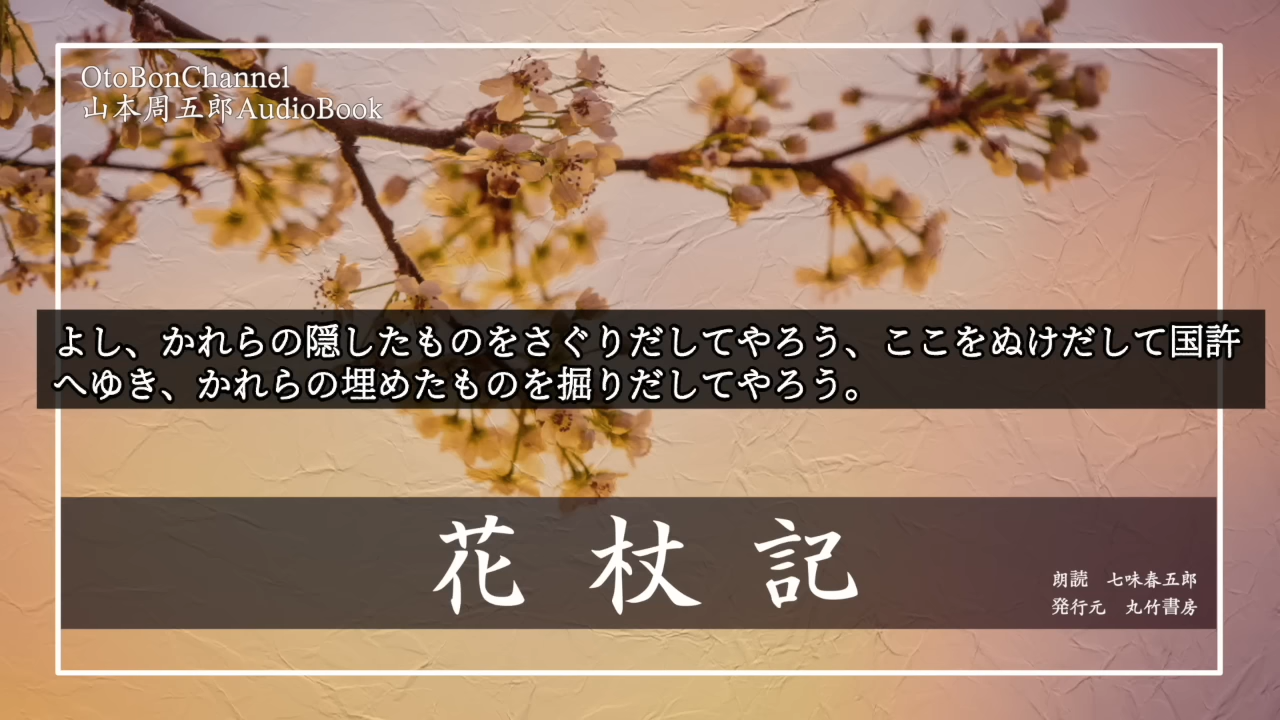 OtoBonChannel
山本周五郎AudioBook
よし、かれらの隠したものをさぐりだしてやろう、ここをぬけだして国許
へゆき、かれらの埋めたものを掘りだしてやろう。
花杖記
朗読　七味春五郎
発行元　丸竹書房